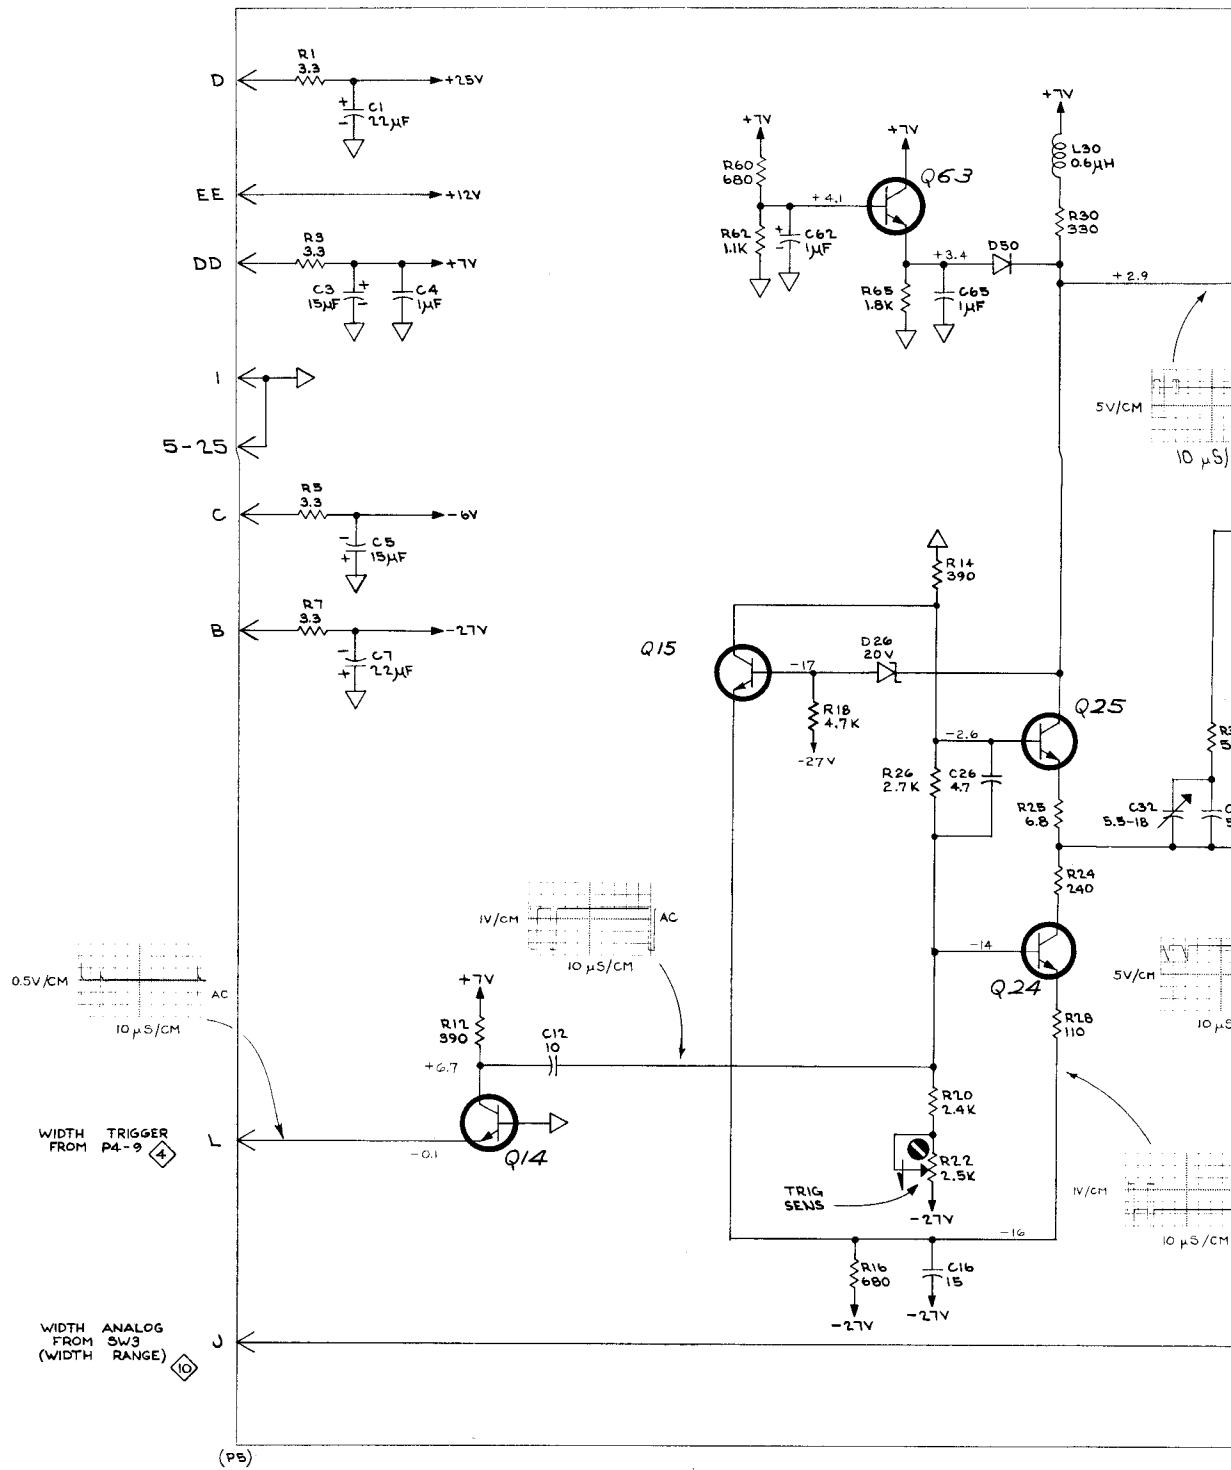 D
R1
3.3
+25V
C1
22µF
EE
+12V
DD
R3
3.3
+7V
C3
15µF
C4
1µF
1
5-25
C
R5
3.3
-6V
C5
15µF
B
R7
3.3
-27V
C7
22µF
+7V
R60
680
+7V
Q63
+4.1
R62
1.1K
C62
1µF
+3.4
D50
R65
1.8K
C65
1µF
+7V
L30
0.6µH
R30
330
+2.9
5V/CM
10 µS/
R14
390
Q15
-17
D26
20V
R18
4.7K
-27V
-2.6
Q25
R26
2.7K
C26
4.7
R25
6.8
C32
5.5-18
R24
240
-14
Q24
R28
110
5V/CM
10 µS
1V/CM
AC
10 µS/CM
0.5V/CM
AC
10 µS/CM
+7V
R12
390
C12
10
+6.7
WIDTH TRIGGER
FROM P4-9 4
L
-0.1
Q14
R20
2.4K
R22
2.5K
TRIG
SENS
-27V
1V/CM
10 µS/CM
-16
R16
680
C16
15
-27V
-27V
WIDTH ANALOG
FROM SW3
(WIDTH RANGE) 10
J
(P5)